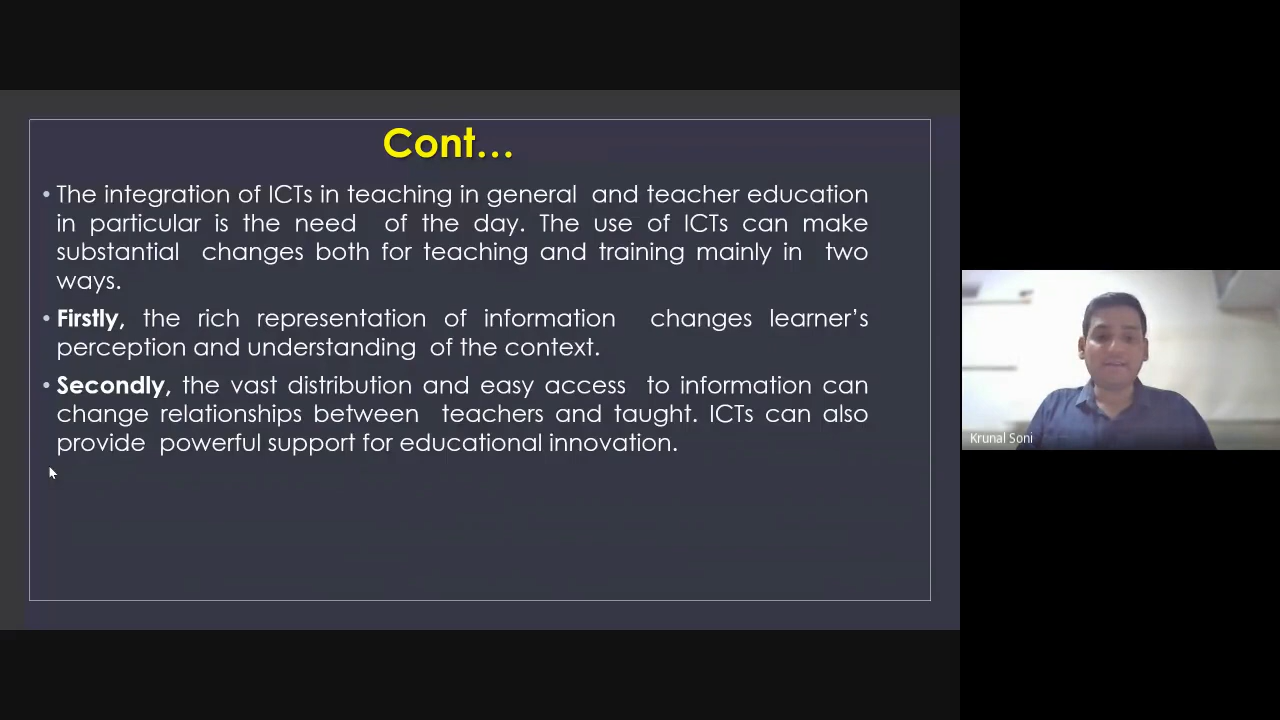 Cont…
• The integration of ICTs in teaching in general and teacher education
in particular is the need of the day. The use of ICTs can make
substantial changes both for teaching and training mainly in two
ways.
• Firstly, the rich representation of information changes learner’s
perception and understanding of the context.
• Secondly, the vast distribution and easy access to information can
change relationships between teachers and taught. ICTs can also
provide powerful support for educational innovation.
Krunal Soni